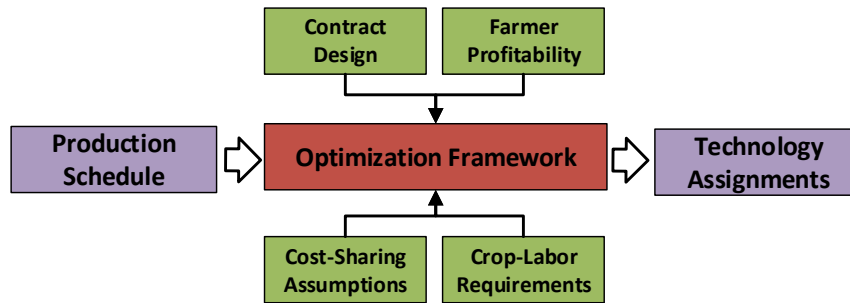 Contract
Design
Farmer
Profitability
Production
Schedule
Optimization Framework
Technology
Assignments
Cost-Sharing
Assumptions
Crop-Labor
Requirements